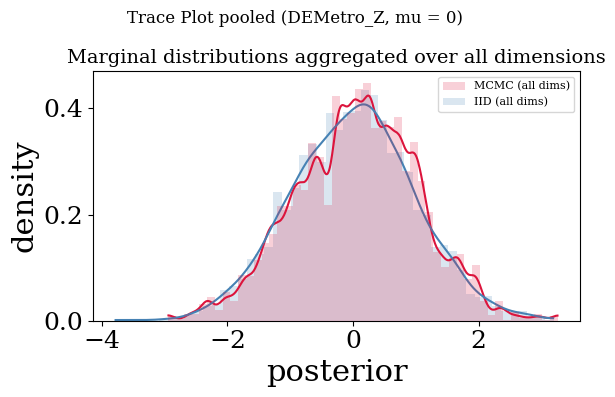 Trace Plot pooled (DEMetro_Z, mu = 0)
Marginal distributions aggregated over all dimensions
MCMC (all dims)
IID (all dims)
density
0.4
0.2
0.0
−4
−2
0
2
posterior